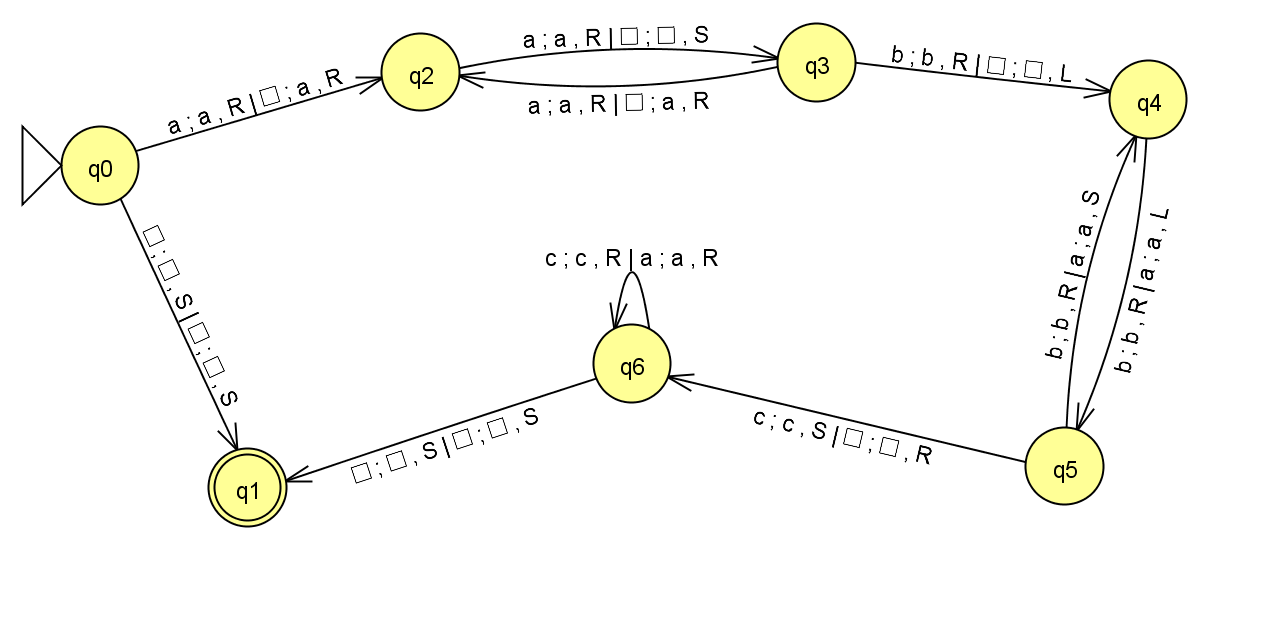 a ; a , R | □ ; a , R
q2
a ; a , R | □ ; □ , S
a ; a , R | □ ; a , R
q3
b ; b , R | □ ; □ , L
q4
q0
□ ; □ , S | □ ; □ , S
c ; c , R | a ; a , R
b ; b , R | a ; a , S
b ; b , R | a ; a , L
q6
□ ; □ , S | □ ; □ , S
c ; c , S | □ ; □ , R
q5
q1